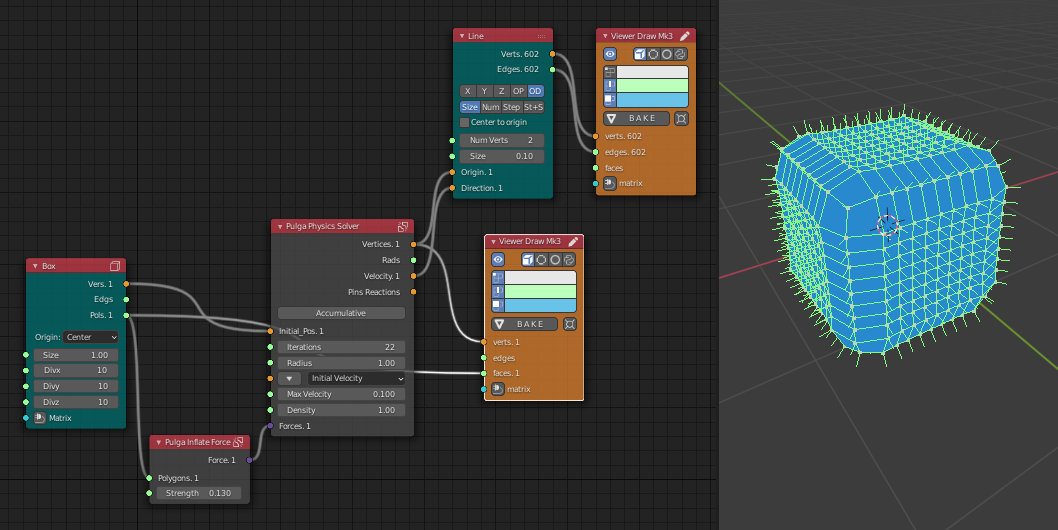 Line
Verts. 602
Edges. 602
X Y Z OP OD
Size Num Step St+S
Center to origin
Num Verts 2
Size 0.10
Origin. 1
Direction. 1
Viewer Draw Mk3
BAKE
verts. 602
edges. 602
faces
matrix
Pulga Physics Solver
Vertices. 1
Rads
Velocity. 1
Pins Reactions
Accumulative
Initial_Pos. 1
Iterations 22
Radius 1.00
Initial Velocity
Max Velocity 0.100
Density 1.00
Forces. 1
Viewer Draw Mk3
BAKE
verts. 1
edges
faces. 1
matrix
Box
Vers. 1
Edgs
Pols. 1
Origin: Center
Size 1.00
Divx 10
Divy 10
Divz 10
Matrix
Pulga Inflate Force
Force. 1
Polygons. 1
Strength 0.130